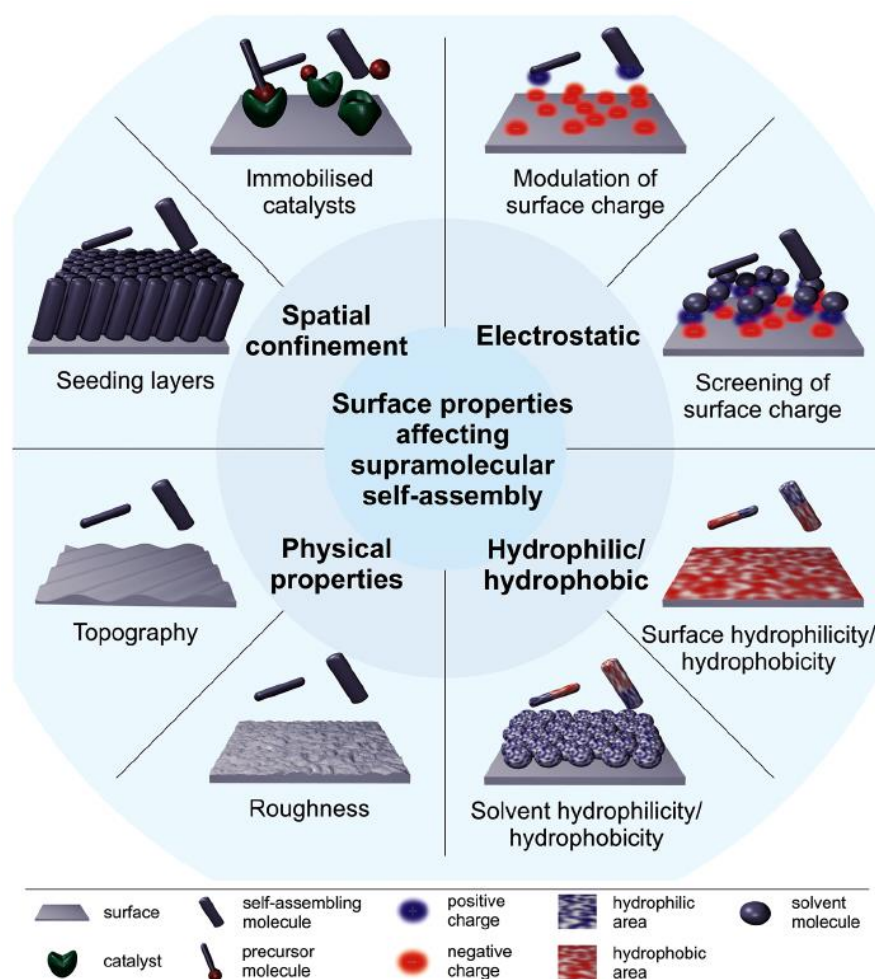 Immobilised
catalysts
Modulation of
surface charge
Seeding layers
Spatial
confinement
Electrostatic
Screening of
surface charge
Surface properties
affecting
supramolecular
self-assembly
Physical
properties
Hydrophilic/
hydrophobic
Topography
Surface hydrophilicity/
hydrophobicity
Roughness
Solvent hydrophilicity/
hydrophobicity
surface
self-assembling
molecule
positive
charge
hydrophilic
area
solvent
molecule
catalyst
precursor
molecule
negative
charge
hydrophobic
area